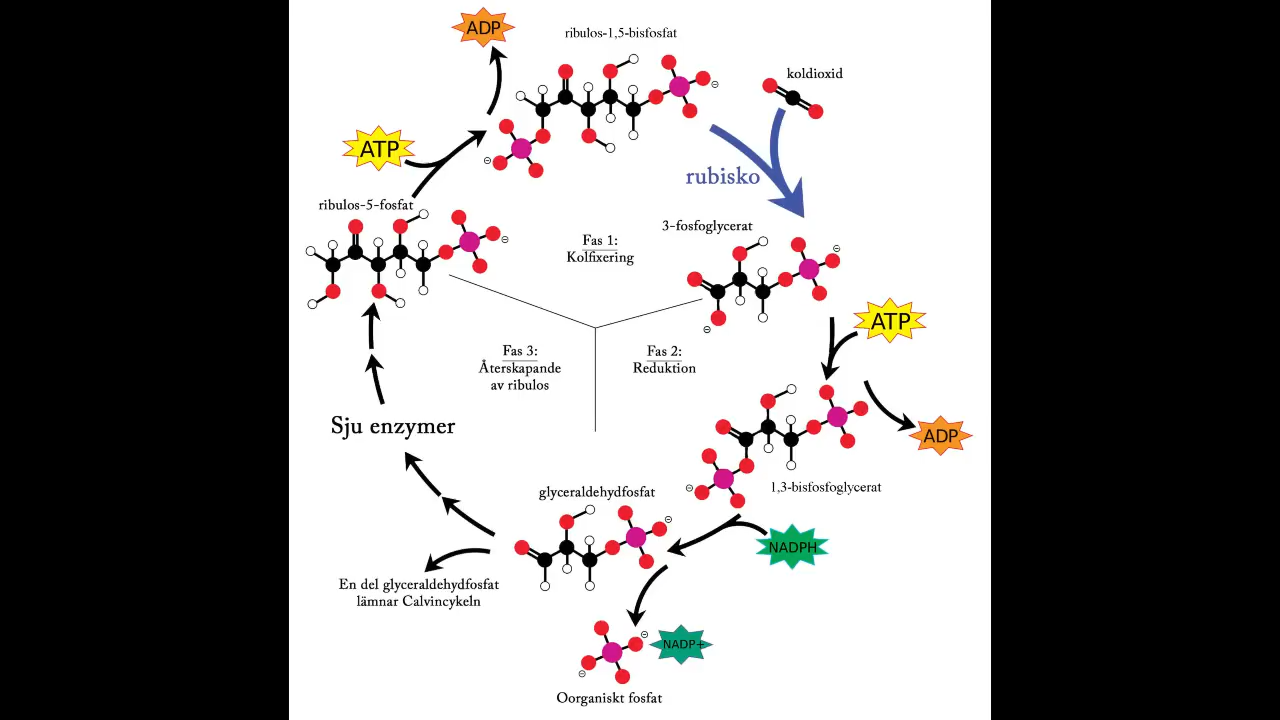 ADP
ribulos-1,5-bisfosfat
koldioxid
ATP
rubisko
ribulos-5-fosfat
3-fosfoglycerat
Fas 1:
Kolfixering
ATP
Fas 3:
Återskapande
av ribulos
Fas 2:
Reduktion
Sju enzymer
ADP
1,3-bisfosfoglycerat
glyceraldehydfosfat
NADPH
En del glyceraldehydfosfat
lämnar Calvincykeln
NADP+
Oorganiskt fosfat